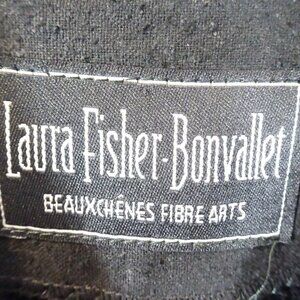 Laura Fisher-Bonvallet
BEAUXCHÊNES FIBRE ARTS